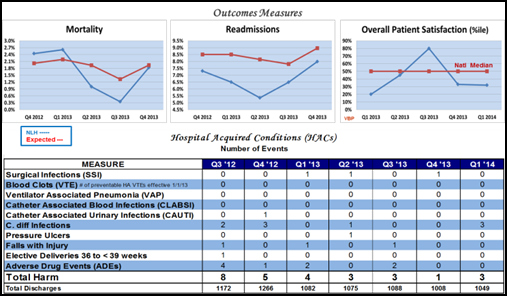 Outcomes Measures
Mortality
3.0%
2.7%
2.4%
2.1%
1.8%
1.5%
1.2%
0.9%
0.6%
0.3%
0.0%
Q4 2012 Q1 2013 Q2 2013 Q3 2013 Q4 2013
Readmissions
9.5%
9.0%
8.5%
8.0%
7.5%
7.0%
6.5%
6.0%
5.5%
5.0%
4.5%
Q4 2012 Q1 2013 Q2 2013 Q3 2013 Q4 2013
Overall Patient Satisfaction (%ile)
90%
80%
70%
60%
50%
40%
30%
20%
10%
0%
Natl Median
VBP
Q1 2013 Q2 2013 Q3 2013 Q4 2013 Q1 2014
NLH -----
Expected ---
Hospital Acquired Conditions (HACs)
Number of Events
MEASURE Q3 '12 Q4 '12 Q1 '13 Q2 '13 Q3 '13 Q4 '13 Q1 '14
Surgical Infections (SSI) 0 0 1 1 0 1 0
Blood Clots (VTE) # of preventable HA VTEs effective 1/1/13 0 0 0 0 0 0 0
Ventilator Associated Pneumonia (VAP) 0 0 0 0 0 0 0
Catheter Associated Blood Infections (CLABSI) 0 0 0 0 0 0 0
Catheter Associated Urinary Infections (CAUTI) 0 1 0 0 0 0 0
C. diff Infections 2 3 0 1 0 0 3
Pressure Ulcers 0 0 0 1 0 0 0
Falls with Injury 1 0 1 0 1 0 0
Elective Deliveries 36 to < 39 weeks 1 0 0 0 0 0 0
Adverse Drug Events (ADEs) 4 1 2 0 2 0 0
Total Harm 8 5 4 3 3 1 3
Total Discharges 1172 1266 1082 1075 1088 1008 1049